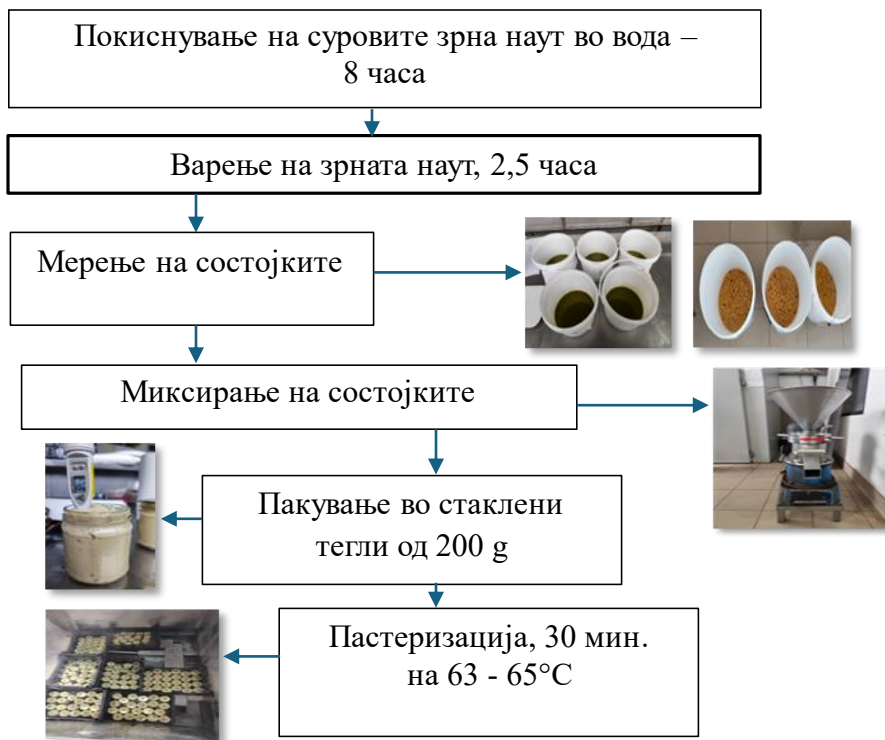 Покиснување на суровите зрна наут во вода –
8 часа
Варење на зрната наут, 2,5 часа
Мерење на состојките
Миксирање на состојките
Пакување во стаклени
тегли од 200 g
Пастеризација, 30 мин.
на 63 - 65°C